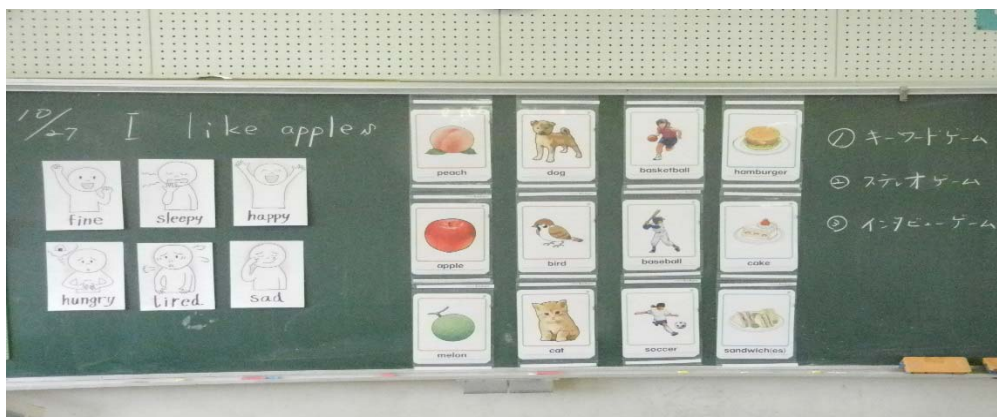 10/27 I like apples
fine sleepy happy
hungry tired sad
peach dog basketball hamburger
apple bird baseball cake
melon cat soccer sandwich(es)
① キーワードゲーム
② ステレオゲーム
③ インタビューゲーム